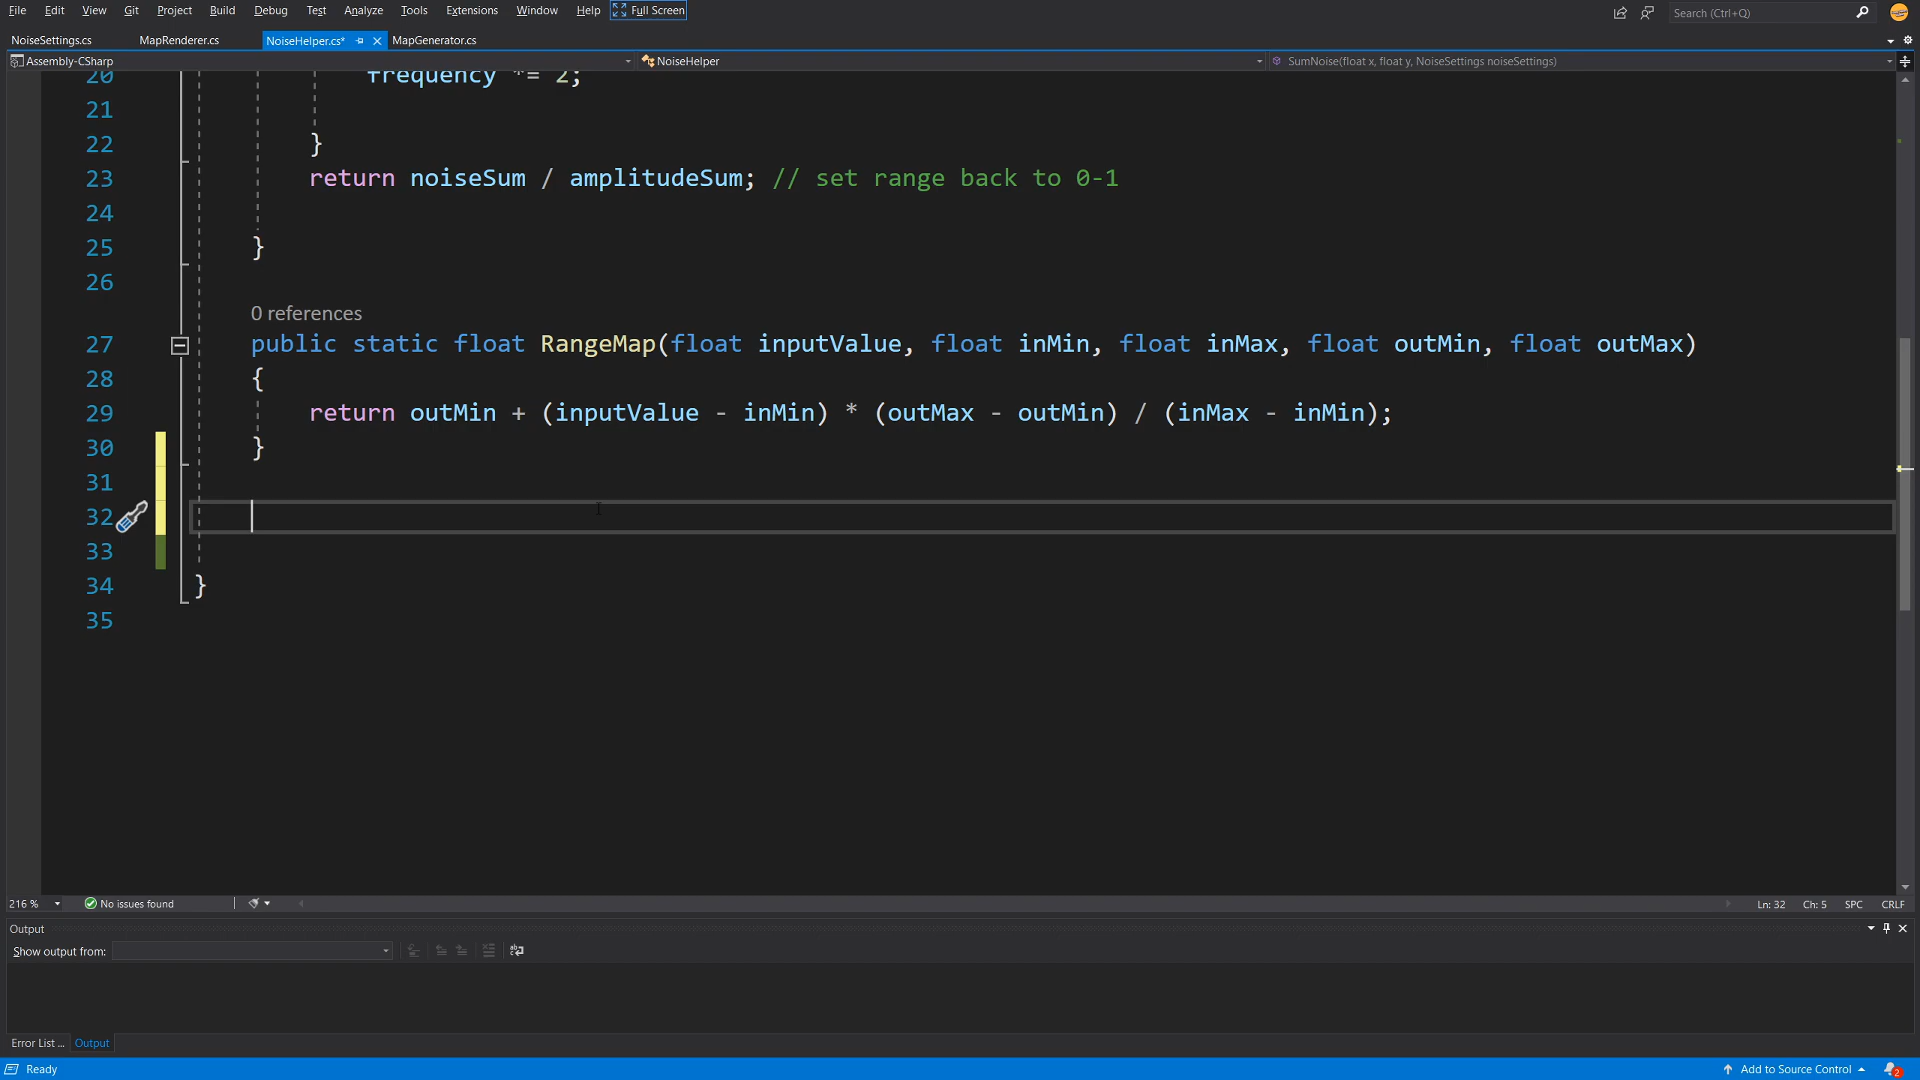 File Edit View Git Project Build Debug Test Analyze Tools Extensions Window Help Full Screen Search (Ctrl+Q)
NoiseSettings.cs MapRenderer.cs NoiseHelper.cs* MapGenerator.cs
Assembly-CSharp NoiseHelper SumNoise(float x, float y, NoiseSettings noiseSettings)
20 frequency *= 2;
21
22 }
23 return noiseSum / amplitudeSum; // set range back to 0-1
24
25 }
26
0 references
27 public static float RangeMap(float inputValue, float inMin, float inMax, float outMin, float outMax)
28 {
29 return outMin + (inputValue - inMin) * (outMax - outMin) / (inMax - inMin);
30 }
31
32
33
34 }
35
216 % No issues found Ln: 32 Ch: 5 SPC CRLF
Output
Show output from:
Error List ... Output
Ready Add to Source Control 2